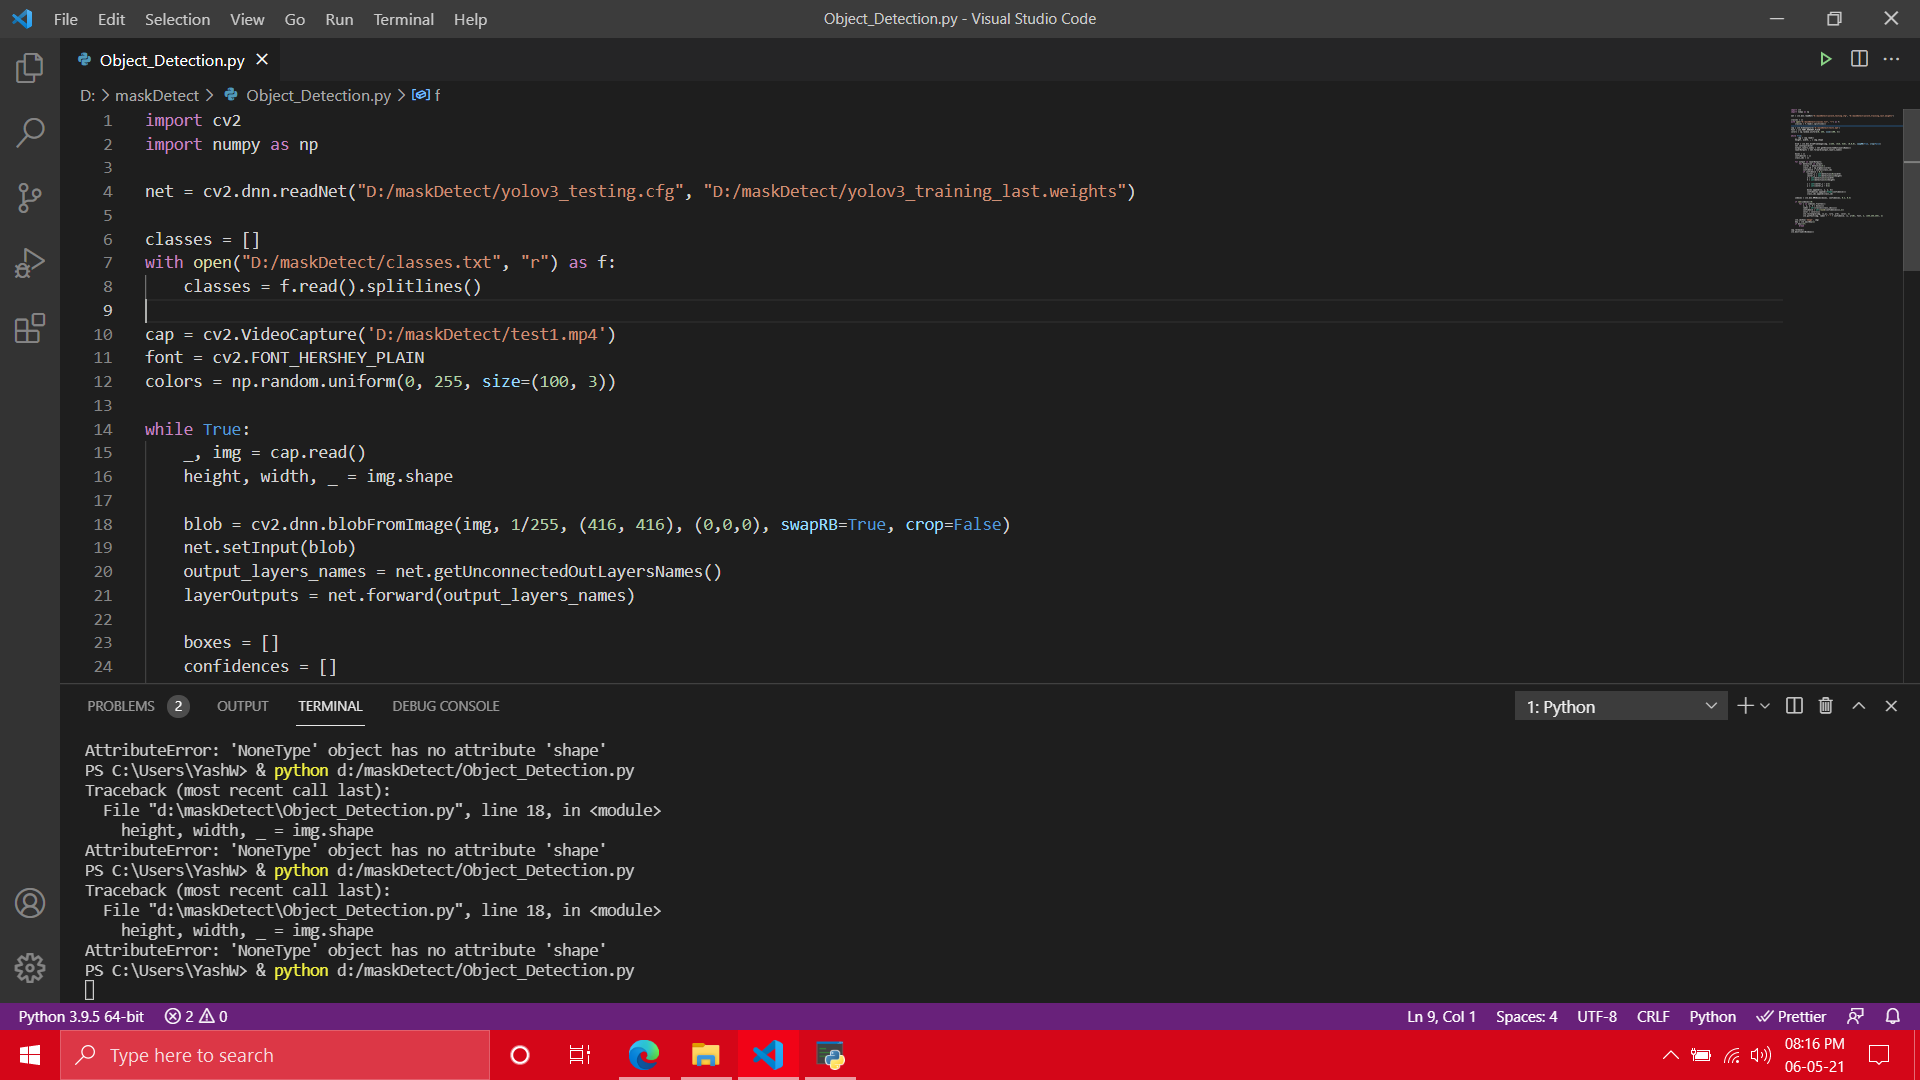 File Edit Selection View Go Run Terminal Help
Object_Detection.py - Visual Studio Code
Object_Detection.py
D: > maskDetect > Object_Detection.py > f
1 import cv2
2 import numpy as np
3
4 net = cv2.dnn.readNet("D:/maskDetect/yolov3_testing.cfg", "D:/maskDetect/yolov3_training_last.weights")
5
6 classes = []
7 with open("D:/maskDetect/classes.txt", "r") as f:
8     classes = f.read().splitlines()
9
10 cap = cv2.VideoCapture('D:/maskDetect/test1.mp4')
11 font = cv2.FONT_HERSHEY_PLAIN
12 colors = np.random.uniform(0, 255, size=(100, 3))
13
14 while True:
15     _, img = cap.read()
16     height, width, _ = img.shape
17
18     blob = cv2.dnn.blobFromImage(img, 1/255, (416, 416), (0,0,0), swapRB=True, crop=False)
19     net.setInput(blob)
20     output_layers_names = net.getUnconnectedOutLayersNames()
21     layerOutputs = net.forward(output_layers_names)
22
23     boxes = []
24     confidences = []
PROBLEMS 2 OUTPUT TERMINAL DEBUG CONSOLE
1: Python
AttributeError: 'NoneType' object has no attribute 'shape'
PS C:\Users\YashW> & python d:/maskDetect/Object_Detection.py
Traceback (most recent call last):
  File "d:\maskDetect\Object_Detection.py", line 18, in <module>
    height, width, _ = img.shape
AttributeError: 'NoneType' object has no attribute 'shape'
PS C:\Users\YashW> & python d:/maskDetect/Object_Detection.py
Traceback (most recent call last):
  File "d:\maskDetect\Object_Detection.py", line 18, in <module>
    height, width, _ = img.shape
AttributeError: 'NoneType' object has no attribute 'shape'
PS C:\Users\YashW> & python d:/maskDetect/Object_Detection.py
Python 3.9.5 64-bit 2 0
Ln 9, Col 1 Spaces: 4 UTF-8 CRLF Python Prettier
Type here to search
08:16 PM
06-05-21